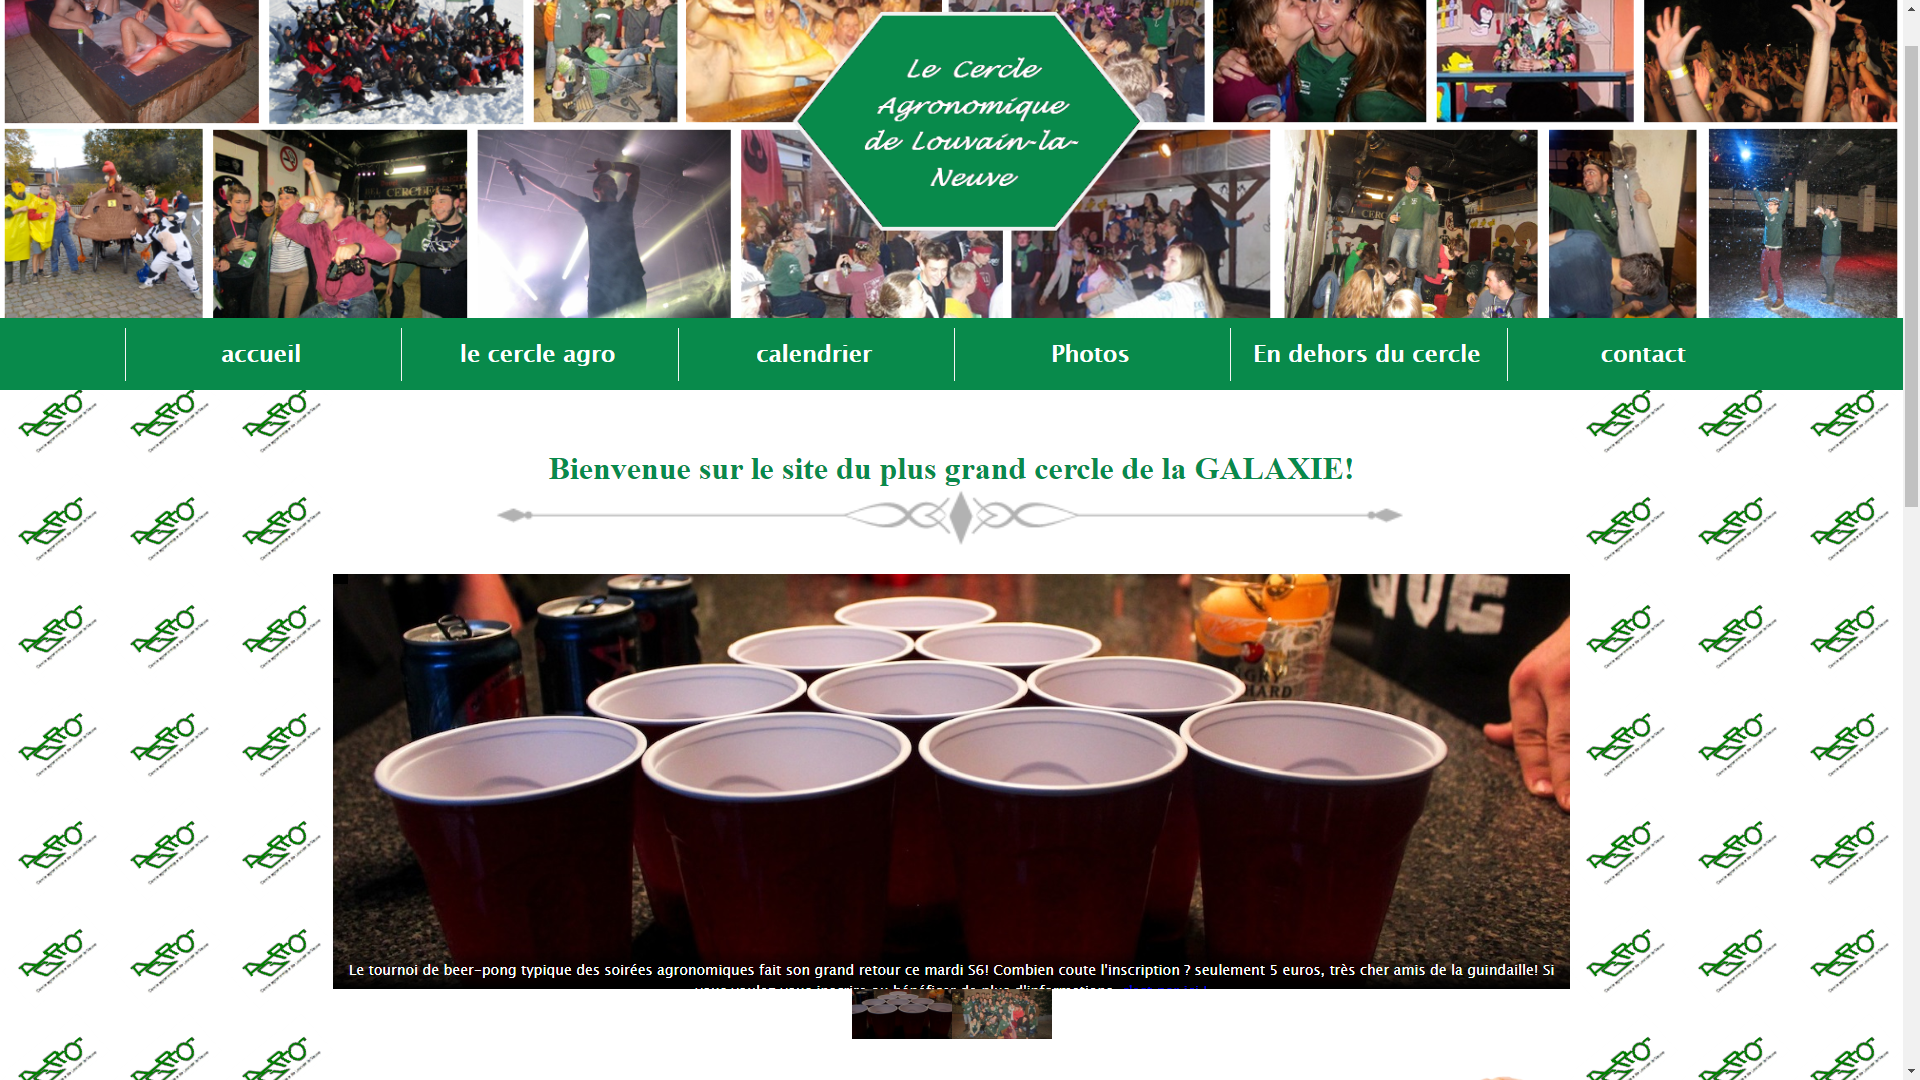 Le Cercle
Agronomique
de Louvain-la-
Neuve
accueil
le cercle agro
calendrier
Photos
En dehors du cercle
contact
Bienvenue sur le site du plus grand cercle de la GALAXIE!
Le tournoi de beer-pong typique des soirées agronomiques fait son grand retour ce mardi S6! Combien coute l'inscription ? seulement 5 euros, très cher amis de la guindaille! Si